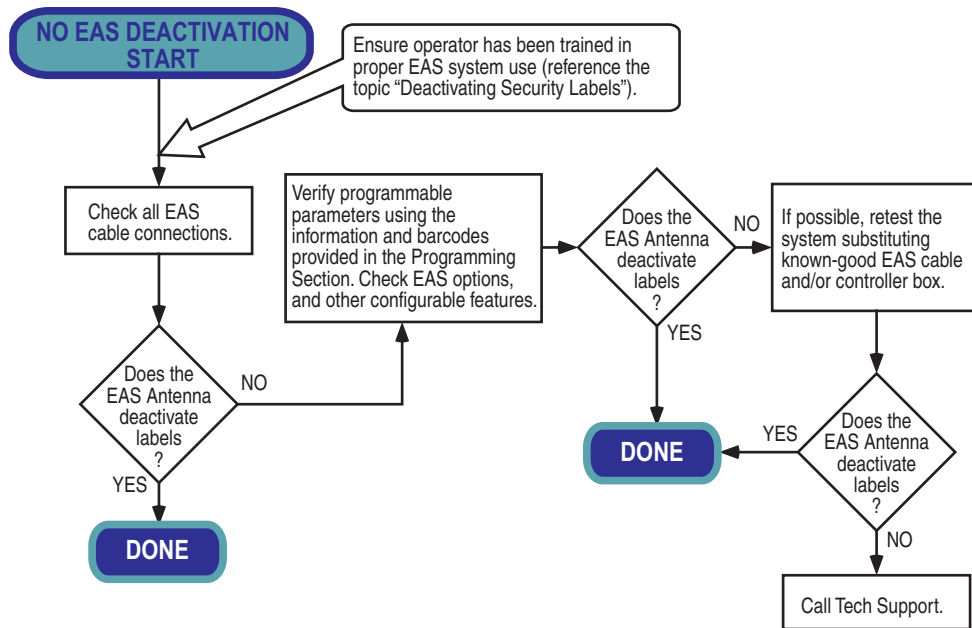 NO EAS DEACTIVATION
START
Ensure operator has been trained in
proper EAS system use (reference the
topic “Deactivating Security Labels”).
Check all EAS
cable connections.
Does the
EAS Antenna
deactivate
labels
?
NO
YES
DONE
Verify programmable
parameters using the
information and barcodes
provided in the Programming
Section. Check EAS options,
and other configurable features.
Does the
EAS Antenna
deactivate
labels
?
NO
YES
DONE
If possible, retest the
system substituting
known-good EAS cable
and/or controller box.
Does the
EAS Antenna
deactivate
labels
?
YES
NO
Call Tech Support.